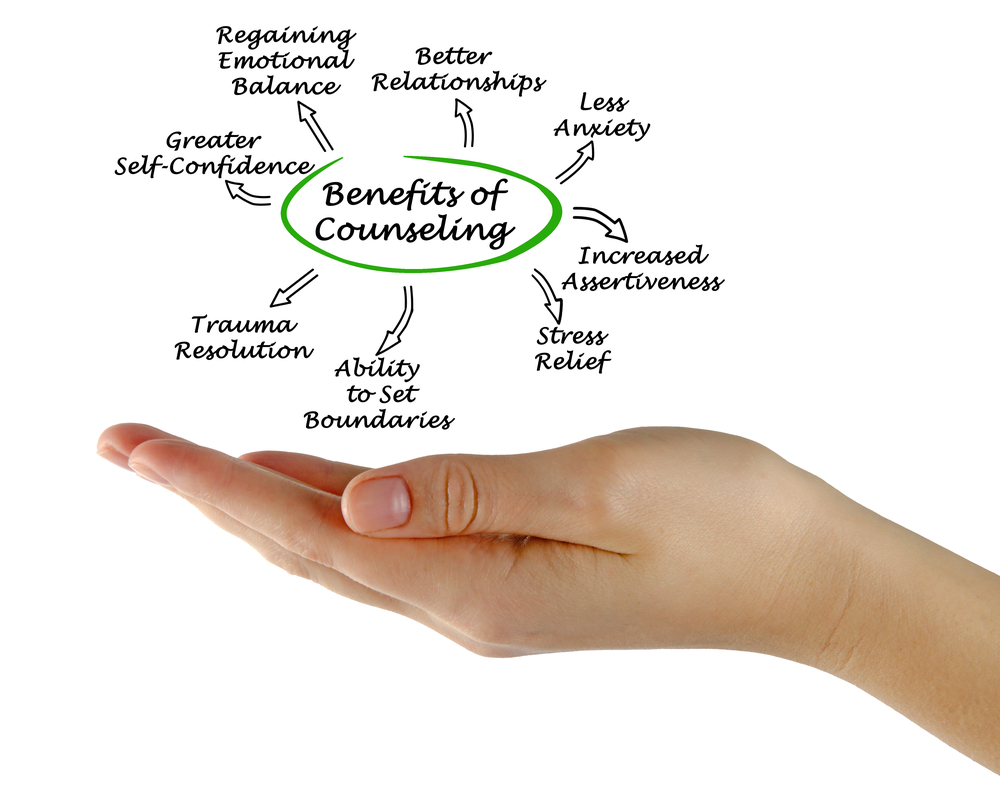 Regaining
Emotional
Balance
Better
Relationships
Less
Anxiety
Greater
Self-Confidence
Benefits of
Counseling
Increased
Assertiveness
Trauma
Resolution
Ability
to Set
Boundaries
Stress
Relief